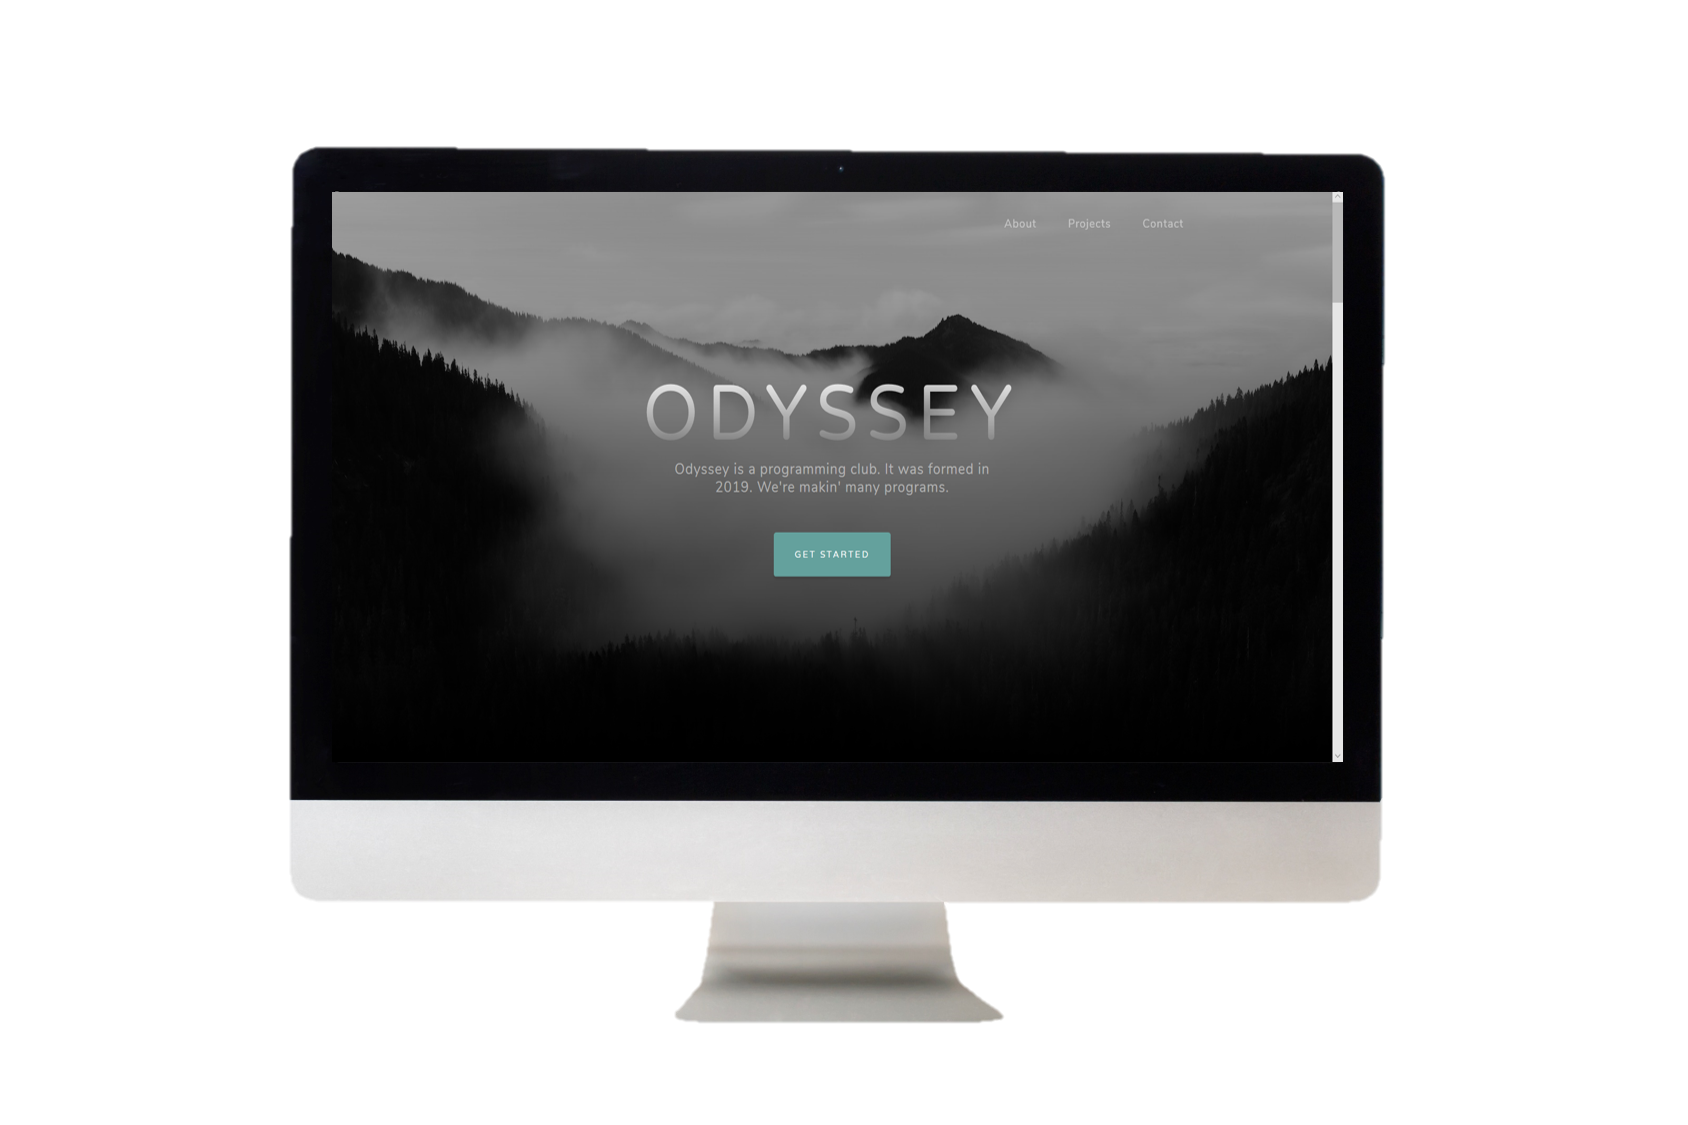 About Projects Contact
ODYSSEY
Odyssey is a programming club. It was formed in
2019. We're makin' many programs.
GET STARTED